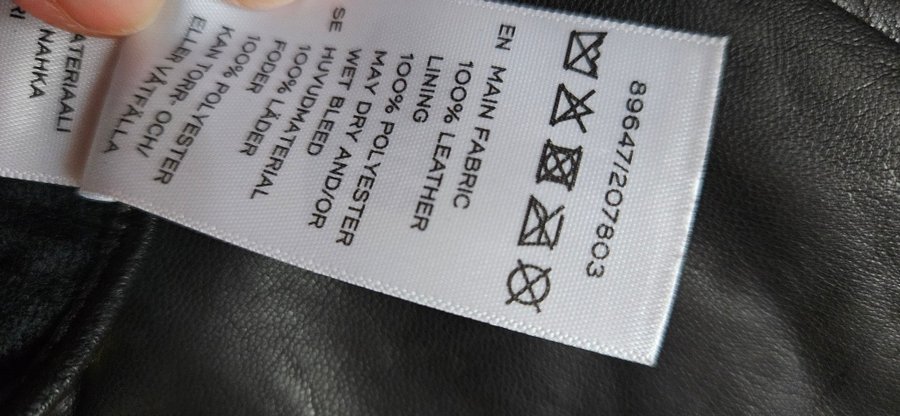 89647/207803
EN MAIN FABRIC
100% LEATHER
LINING
100% POLYESTER
MAY DRY AND/OR
WET BLEED
SE HUVUDMATERIAL
100% LÄDER
FODER
100% POLYESTER
KAN TORR- OCH/
ELLER VÅTFÄLLA
NAHKA